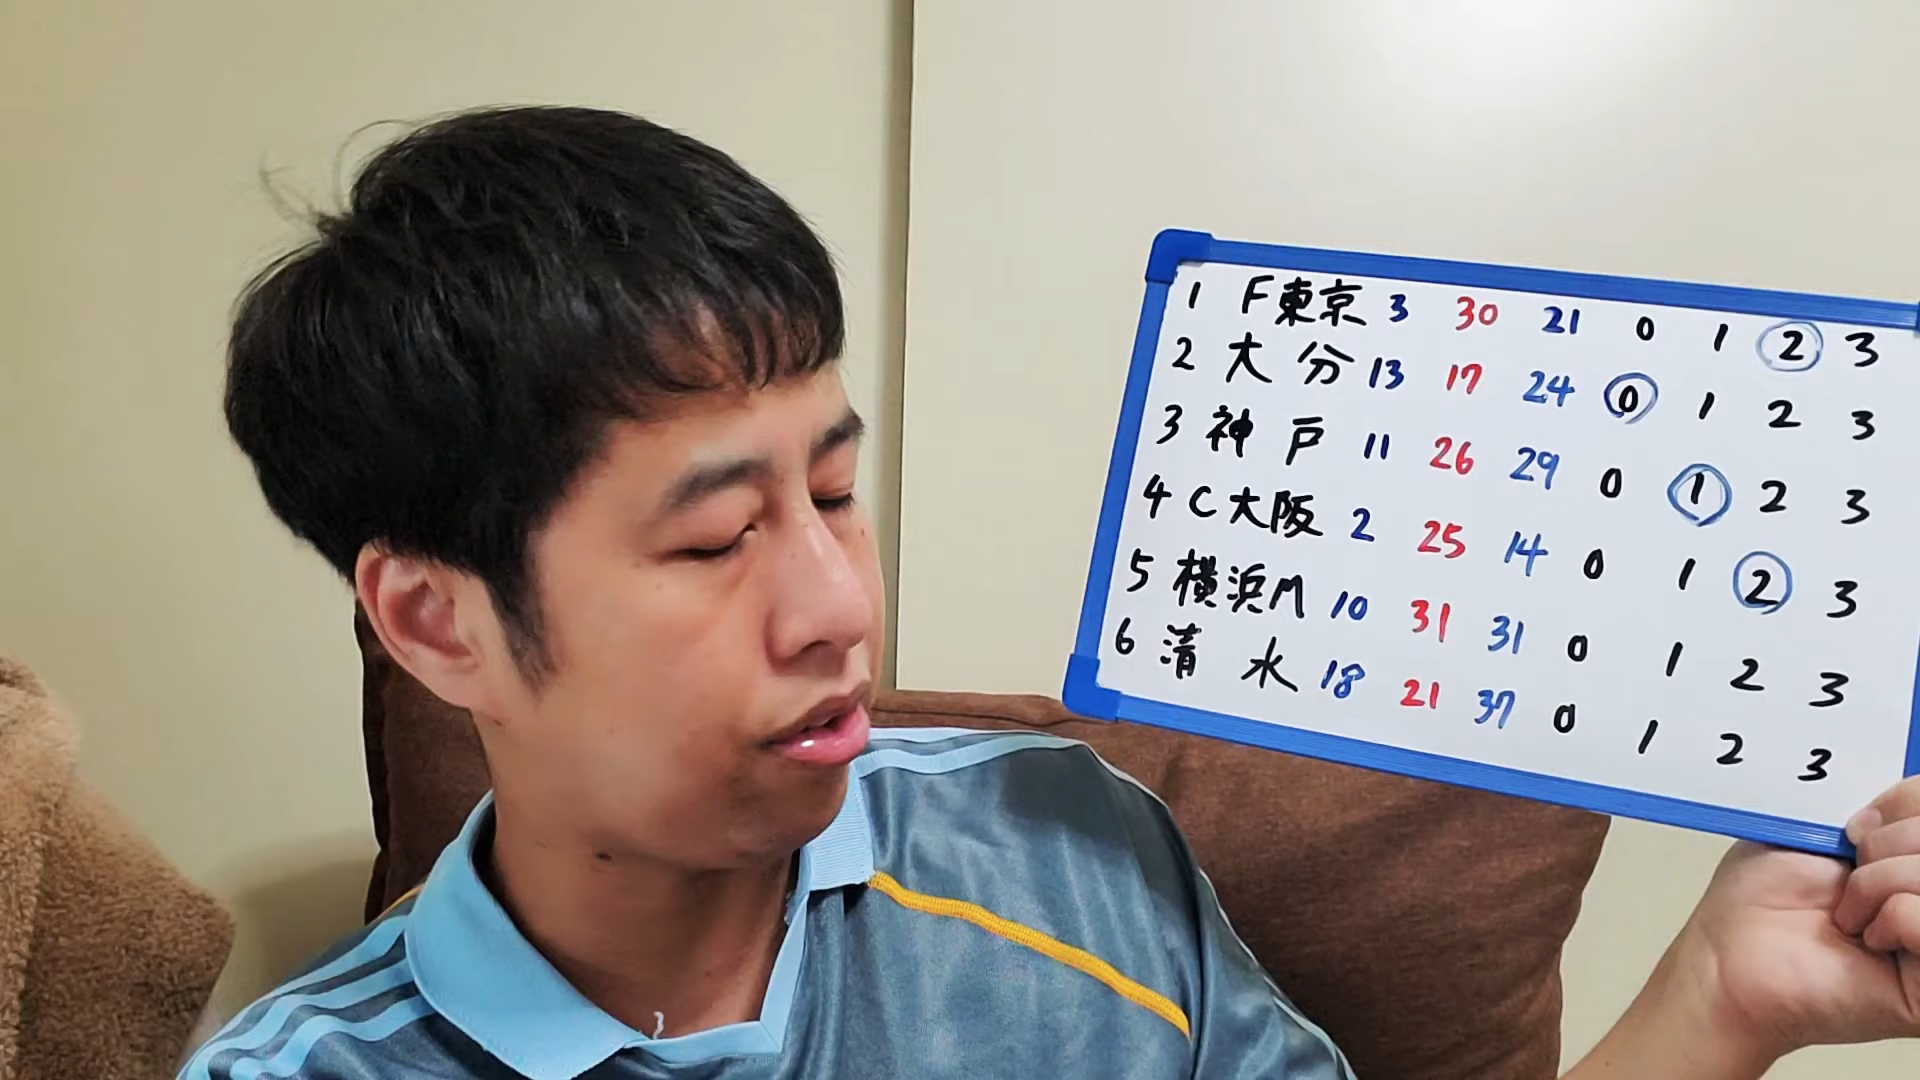 1 F東京 3 30 21 0 1 2 3
2 大分 13 17 24 0 1 2 3
3 神戸 11 26 29 0 1 2 3
4 C大阪 2 25 14 0 1 2 3
5 横浜M 10 31 31 0 1 2 3
6 清水 18 21 37 0 1 2 3